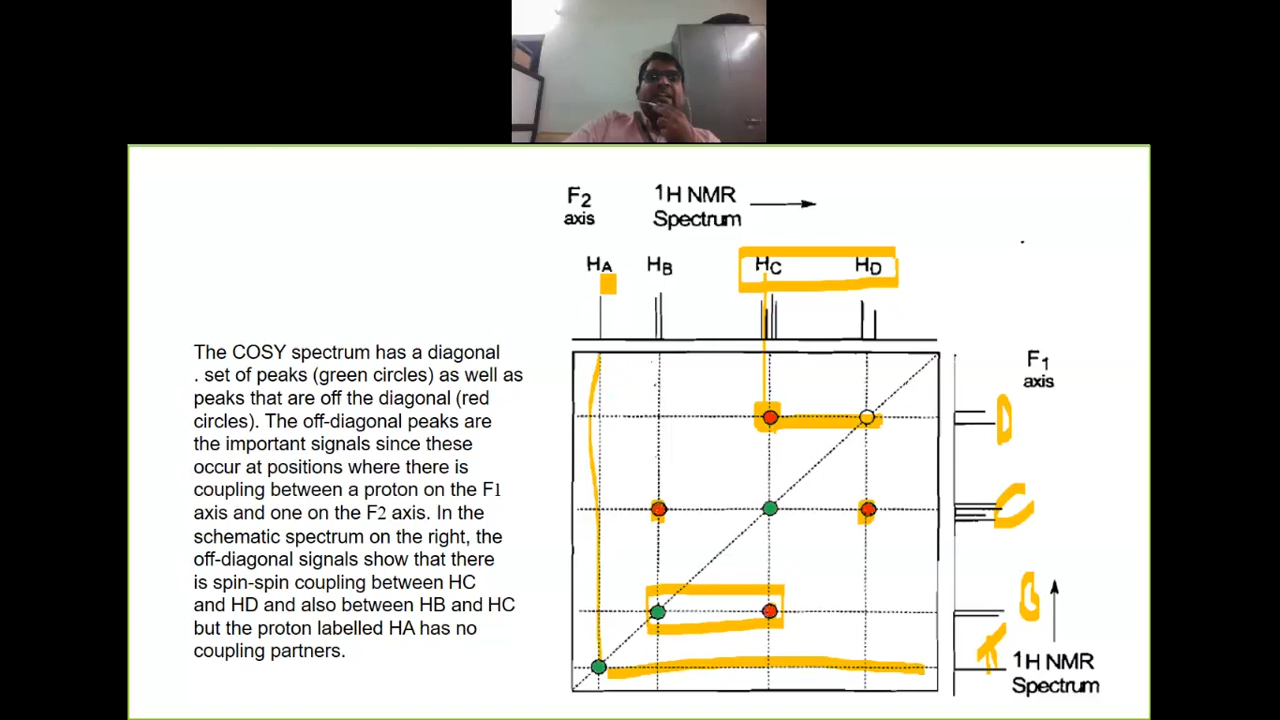 F2
axis
1H NMR
Spectrum
HA HB HC HD
The COSY spectrum has a diagonal
. set of peaks (green circles) as well as
peaks that are off the diagonal (red
circles). The off-diagonal peaks are
the important signals since these
occur at positions where there is
coupling between a proton on the F1
axis and one on the F2 axis. In the
schematic spectrum on the right, the
off-diagonal signals show that there
is spin-spin coupling between HC
and HD and also between HB and HC
but the proton labelled HA has no
coupling partners.
F1
axis
D
C
1H NMR
Spectrum